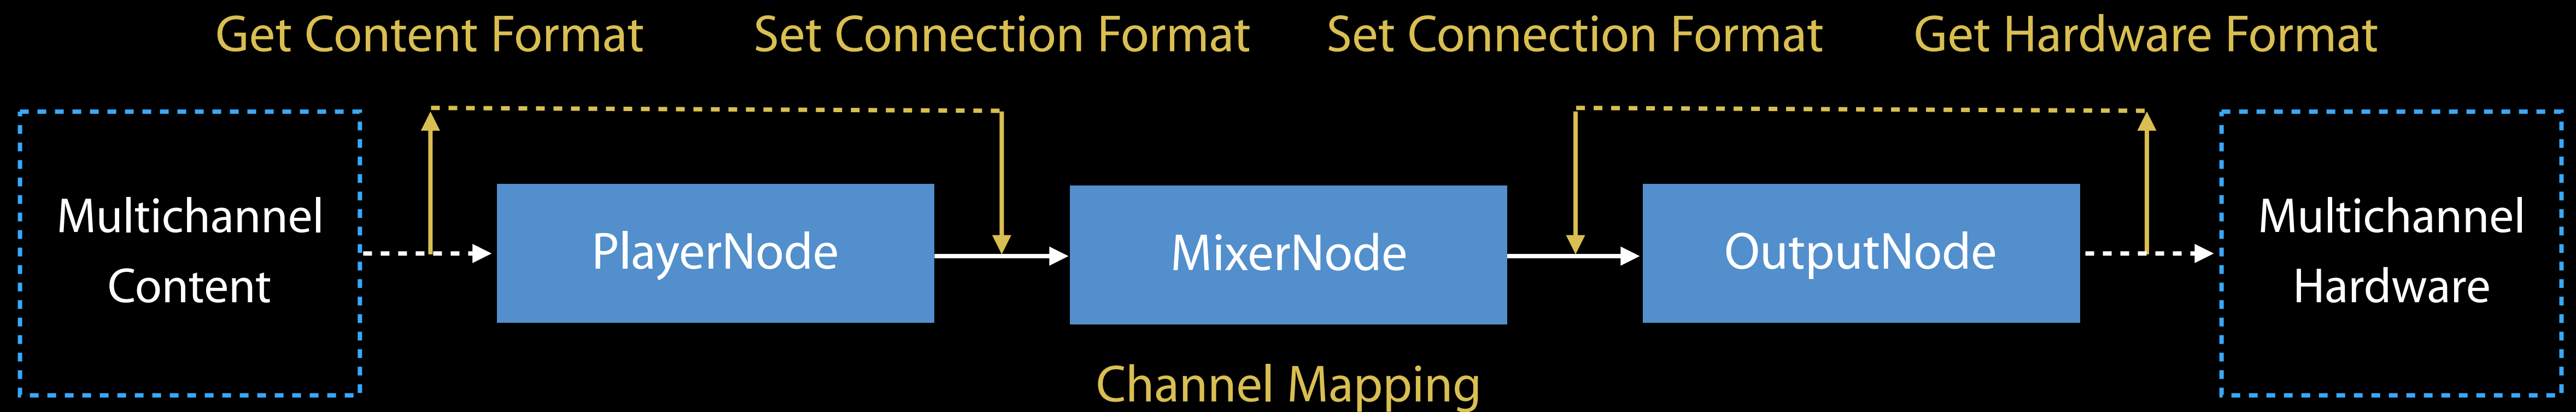 Get Content Format
Set Connection Format
Set Connection Format
Get Hardware Format
Multichannel
Content
PlayerNode
MixerNode
OutputNode
Multichannel
Hardware
Channel Mapping